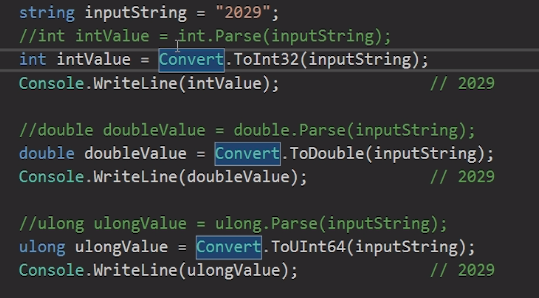 string inputString = "2029";
//int intValue = int.Parse(inputString);
int intValue = Convert.ToInt32(inputString);
Console.WriteLine(intValue); // 2029
//double doubleValue = double.Parse(inputString);
double doubleValue = Convert.ToDouble(inputString);
Console.WriteLine(doubleValue); // 2029
//ulong ulongValue = ulong.Parse(inputString);
ulong ulongValue = Convert.ToUInt64(inputString);
Console.WriteLine(ulongValue); // 2029